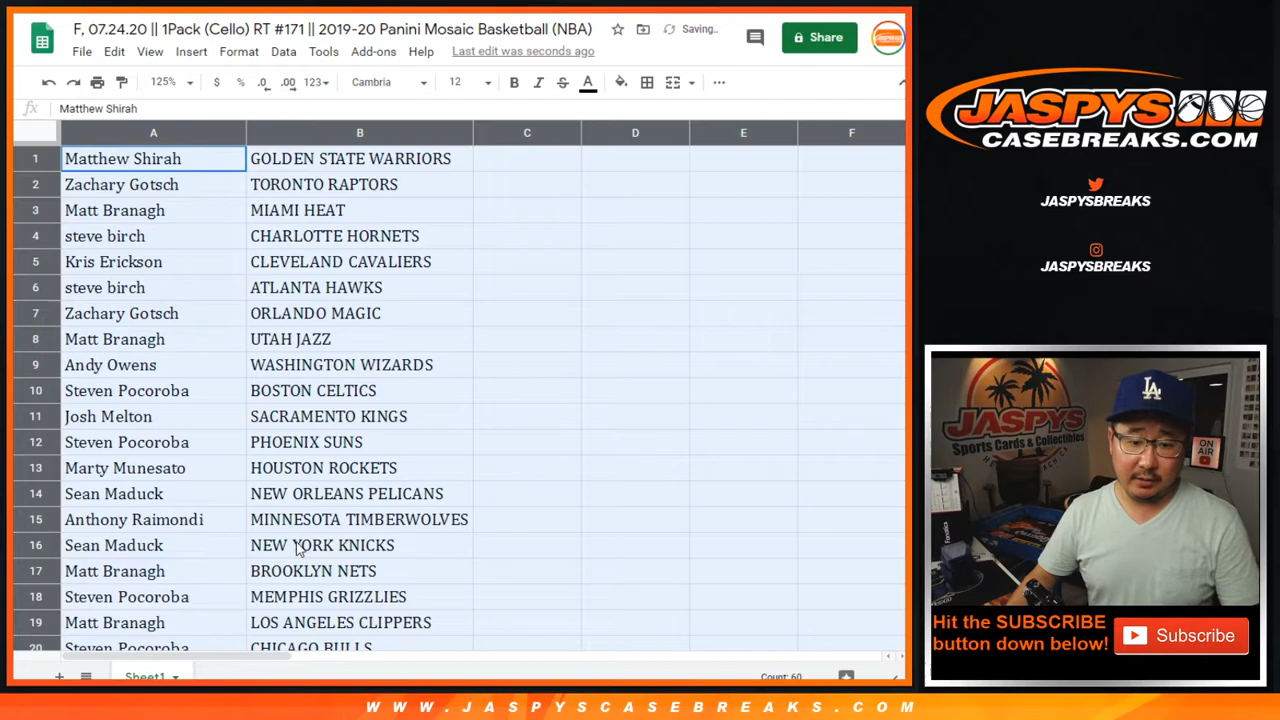 F, 07.24.20 || 1Pack (Cello) RT #171 || 2019-20 Panini Mosaic Basketball (NBA)
Saving..
Share
File Edit View Insert Format Data Tools Add-ons Help Last edit was seconds ago
125% $ % .0 .00 123 Cambria 12 B I S A
fx Matthew Shirah
A B C D E F
1 Matthew Shirah GOLDEN STATE WARRIORS
2 Zachary Gotsch TORONTO RAPTORS
3 Matt Branagh MIAMI HEAT
4 steve birch CHARLOTTE HORNETS
5 Kris Erickson CLEVELAND CAVALIERS
6 steve birch ATLANTA HAWKS
7 Zachary Gotsch ORLANDO MAGIC
8 Matt Branagh UTAH JAZZ
9 Andy Owens WASHINGTON WIZARDS
10 Steven Pocoroba BOSTON CELTICS
11 Josh Melton SACRAMENTO KINGS
12 Steven Pocoroba PHOENIX SUNS
13 Marty Munesato HOUSTON ROCKETS
14 Sean Maduck NEW ORLEANS PELICANS
15 Anthony Raimondi MINNESOTA TIMBERWOLVES
16 Sean Maduck NEW YORK KNICKS
17 Matt Branagh BROOKLYN NETS
18 Steven Pocoroba MEMPHIS GRIZZLIES
19 Matt Branagh LOS ANGELES CLIPPERS
20 Steven Pocoroba CHICAGO BULLS
Sheet1
Count: 60
JASPYS
CASEBREAKS.COM
JASPYSBREAKS
JASPYSBREAKS
JASPYS
Sports Cards & Collectibles
LA
ON
AIR
Fanatics
Hit the SUBSCRIBE
button down below!
Subscribe
WWW.JASPYSCASEBREAKS.COM